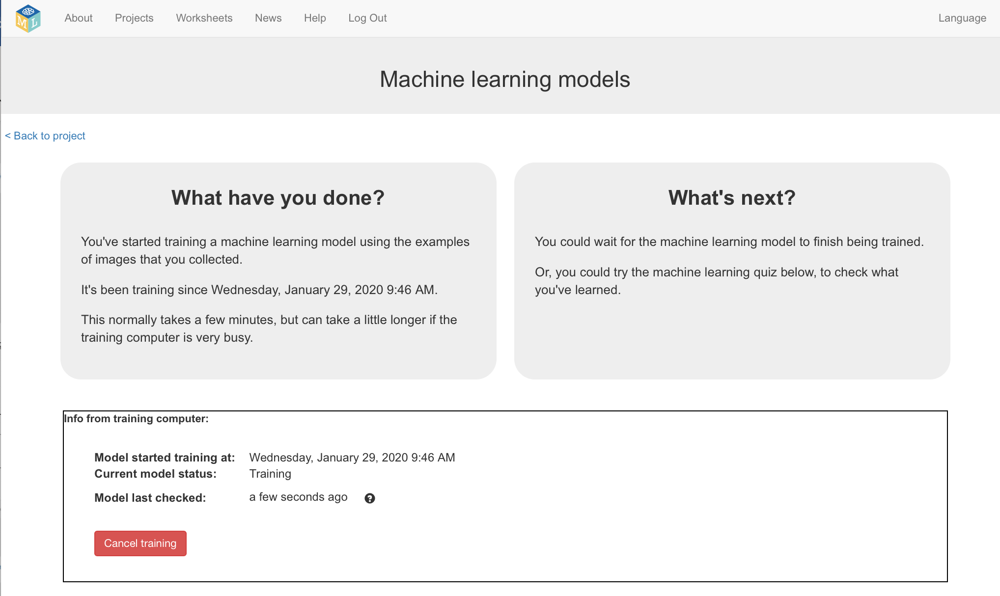 M L
About Projects Worksheets News Help Log Out Language
Machine learning models
< Back to project
What have you done?
You've started training a machine learning model using the examples
of images that you collected.
It's been training since Wednesday, January 29, 2020 9:46 AM.
This normally takes a few minutes, but can take a little longer if the
training computer is very busy.
What's next?
You could wait for the machine learning model to finish being trained.
Or, you could try the machine learning quiz below, to check what
you've learned.
Info from training computer:
Model started training at: Wednesday, January 29, 2020 9:46 AM
Current model status: Training
Model last checked: a few seconds ago ?
Cancel training